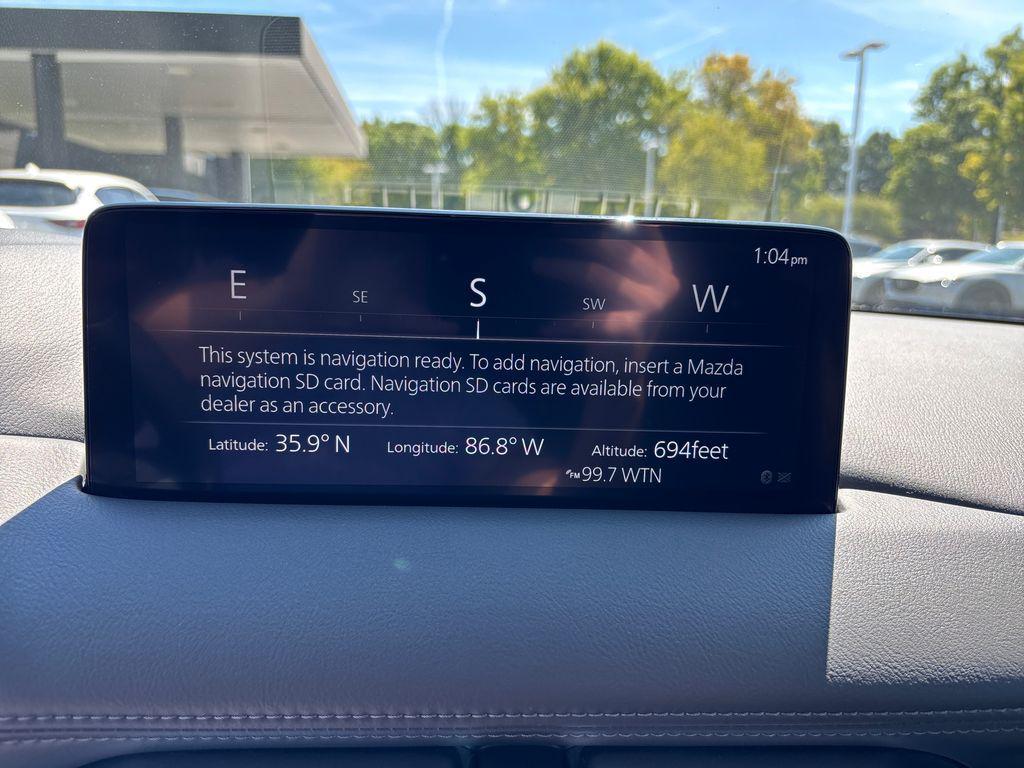 1:04pm
E SE S SW W
This system is navigation ready. To add navigation, insert a Mazda
navigation SD card. Navigation SD cards are available from your
dealer as an accessory.
Latitude: 35.9° N Longitude: 86.8° W Altitude: 694feet
FM 99.7 WTN